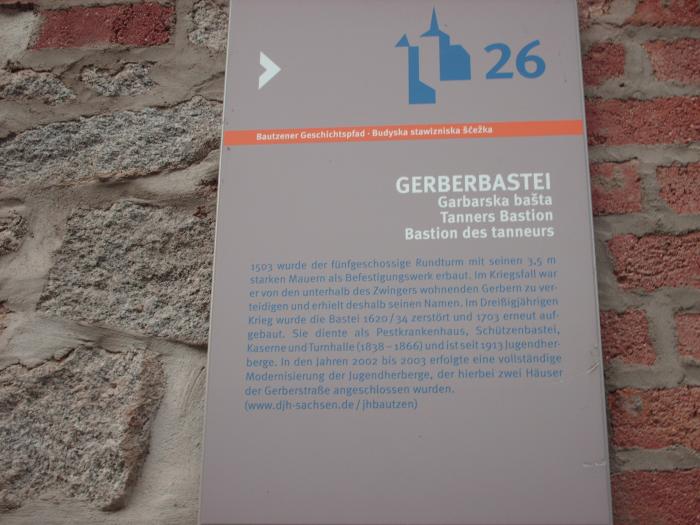 26
Bautzener Geschichtspfad · Budyska stawizniska šćežka
GERBERBASTEI
Garbarska bašta
Tanners Bastion
Bastion des tanneurs
1503 wurde der fünfgeschossige Rundturm mit seinen 3,5 m
starken Mauern als Befestigungswerk erbaut. Im Kriegsfall war
er von den unterhalb des Zwingers wohnenden Gerbern zu ver-
teidigen und erhielt deshalb seinen Namen. Im Dreißigjährigen
Krieg wurde die Bastei 1620/34 zerstört und 1703 erneut auf-
gebaut. Sie diente als Pestkrankenhaus, Schützenbastei,
Kaserne und Turnhalle (1838 – 1866) und ist seit 1913 Jugendher-
berge. In den Jahren 2002 bis 2003 erfolgte eine vollständige
Modernisierung der Jugendherberge, der hierbei zwei Häuser
der Gerberstraße angeschlossen wurden.
(www.djh-sachsen.de/jhbautzen)